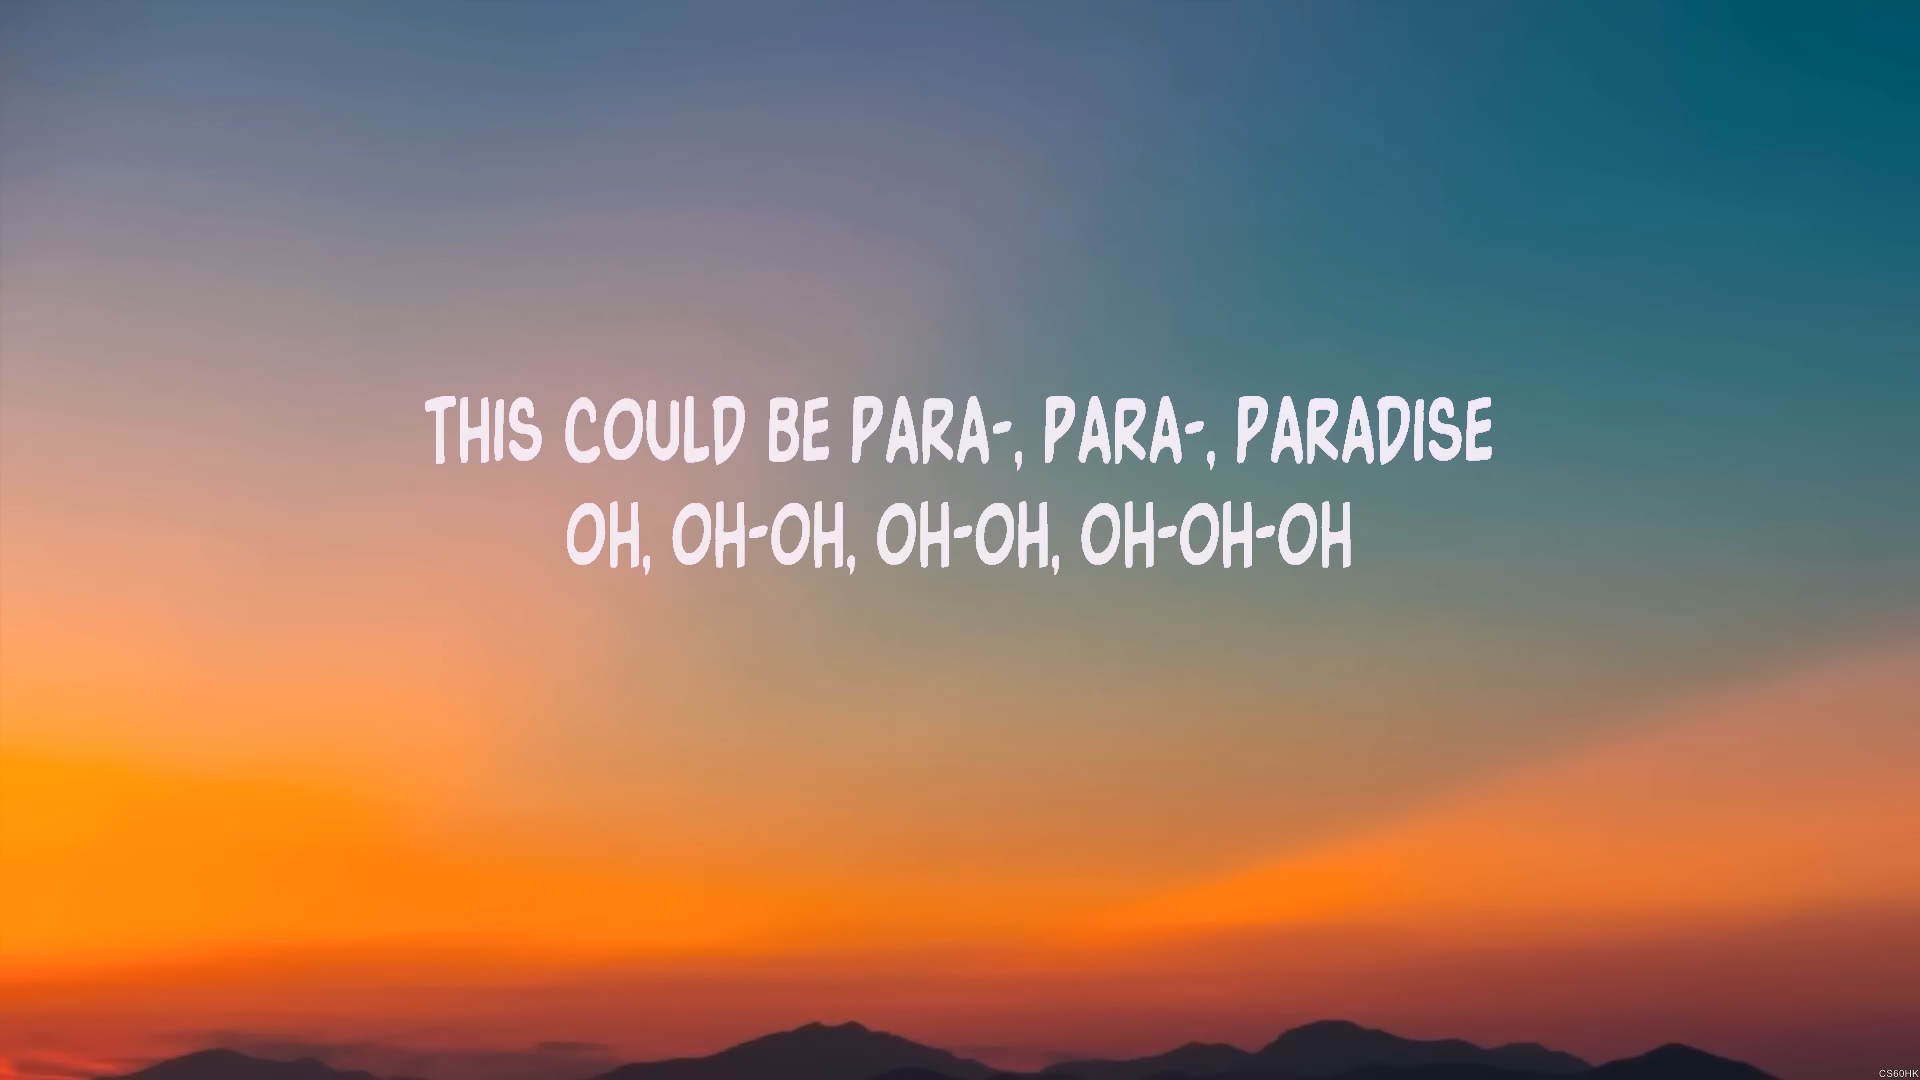 THIS COULD BE PARA-, PARA-, PARADISE
OH, OH-OH, OH-OH, OH-OH-OH
CS60HK